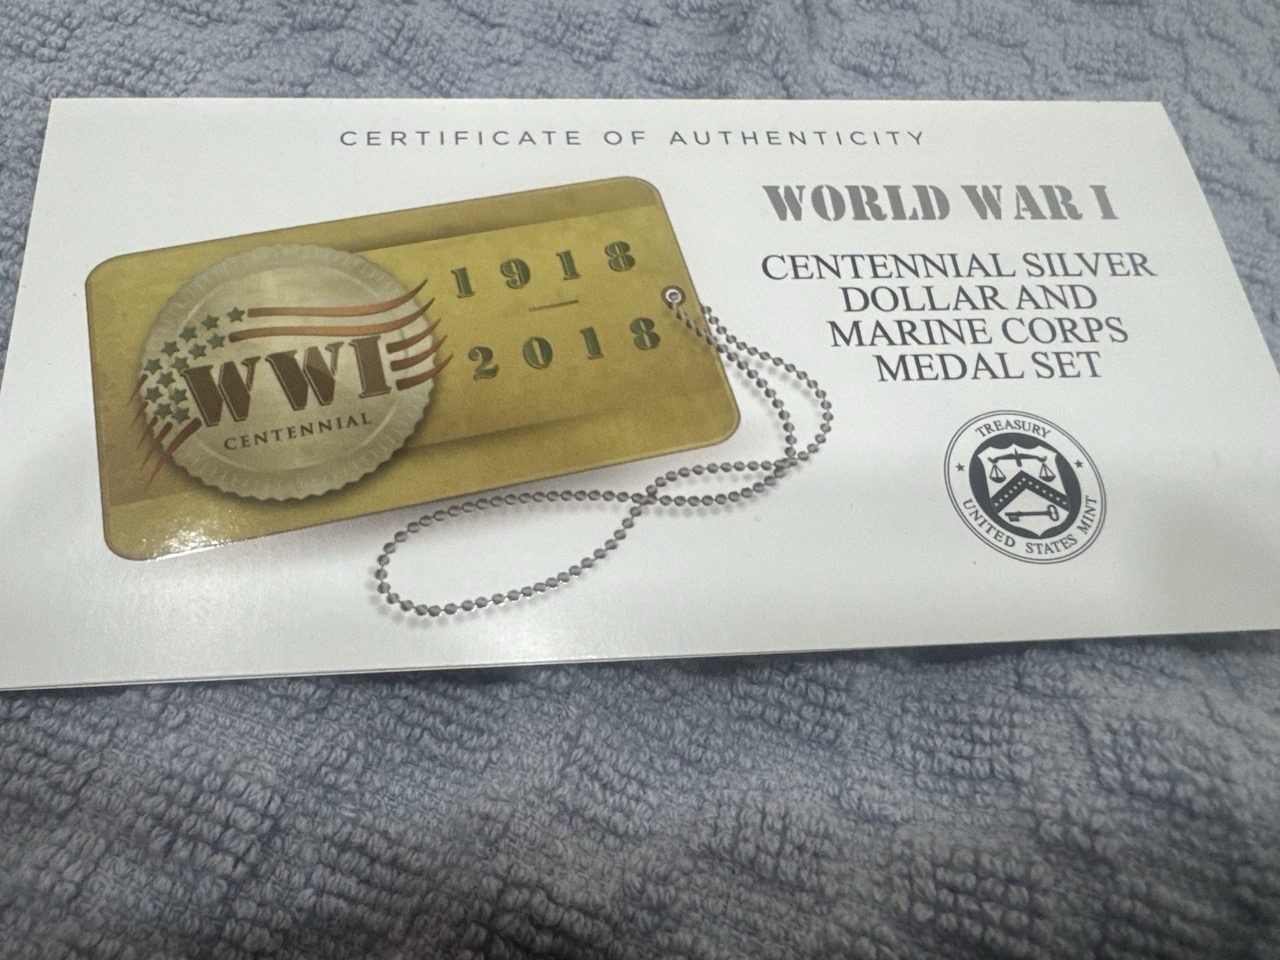 CERTIFICATE OF AUTHENTICITY
WORLD WAR I
CENTENNIAL SILVER
DOLLAR AND
MARINE CORPS
MEDAL SET
1918
—
2018
WWI
CENTENNIAL
TREASURY
UNITED STATES MINT